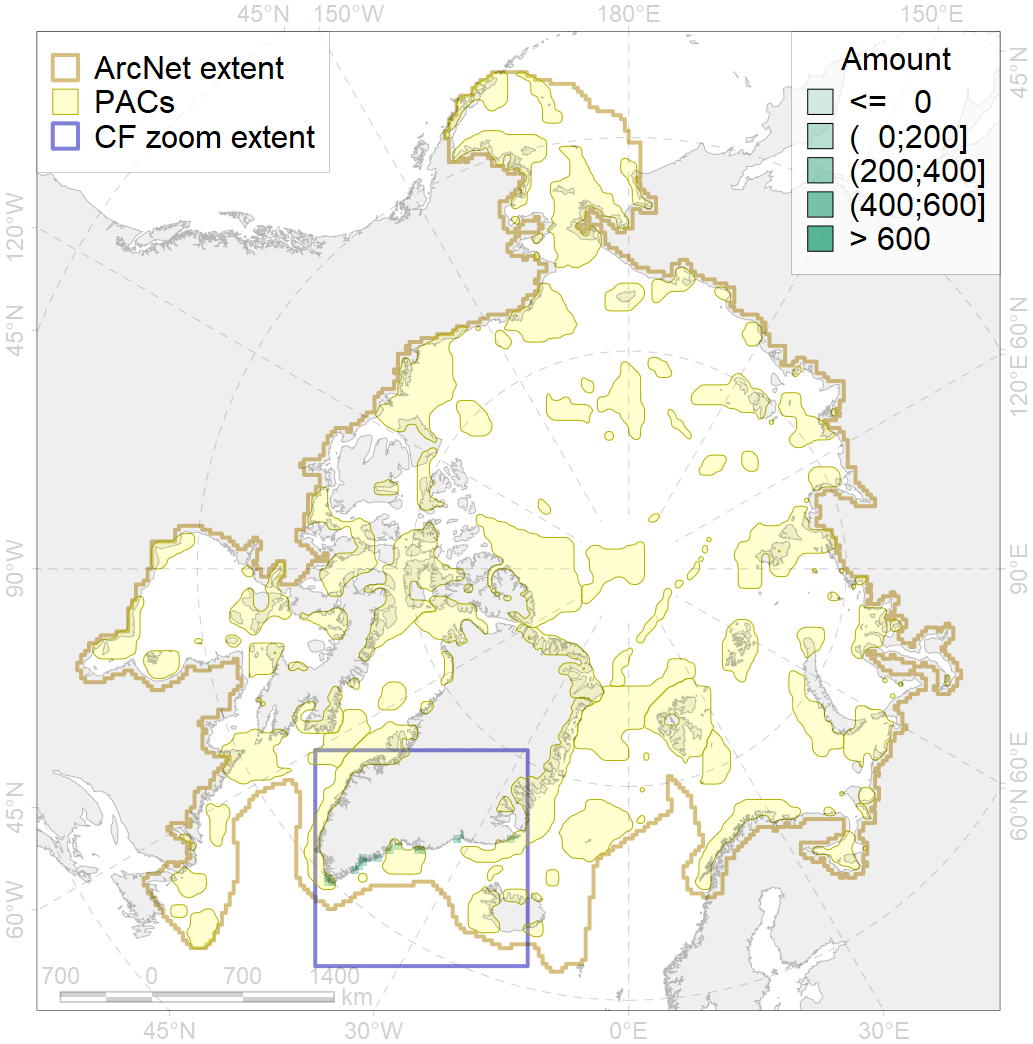 45°N 150°W 180°E 150°E
ArcNet extent
PACs
CF zoom extent
Amount
<= 0
( 0;200]
(200;400]
(400;600]
> 600
45°N
120°W
60°N
45°N
120°E
90°W
90°E
45°N
60°E
60°N
60°W
700 0 700 1400
km
45°N 30°W 0°E 30°E